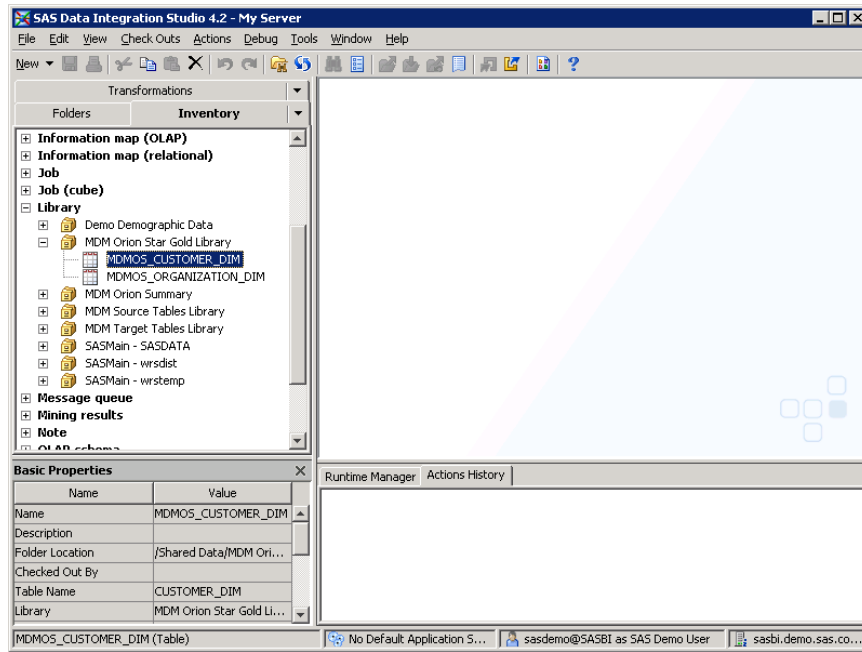 SAS Data Integration Studio 4.2 - My Server
File Edit View Check Outs Actions Debug Tools Window Help
New
Transformations
Folders Inventory
Information map (OLAP)
Information map (relational)
Job
Job (cube)
Library
Demo Demographic Data
MDM Orion Star Gold Library
MDMOS_CUSTOMER_DIM
MDMOS_ORGANIZATION_DIM
MDM Orion Summary
MDM Source Tables Library
MDM Target Tables Library
SASMain - SASDATA
SASMain - wrsdist
SASMain - wrstemp
Message queue
Mining results
Note
OLAP schema
Basic Properties
Name Value
Name MDMOS_CUSTOMER_DIM
Description
Folder Location /Shared Data/MDM Ori...
Checked Out By
Table Name CUSTOMER_DIM
Library MDM Orion Star Gold Li...
Runtime Manager Actions History
MDMOS_CUSTOMER_DIM (Table) No Default Application S... sasdemo@SASBI as SAS Demo User sasbi.demo.sas.co...